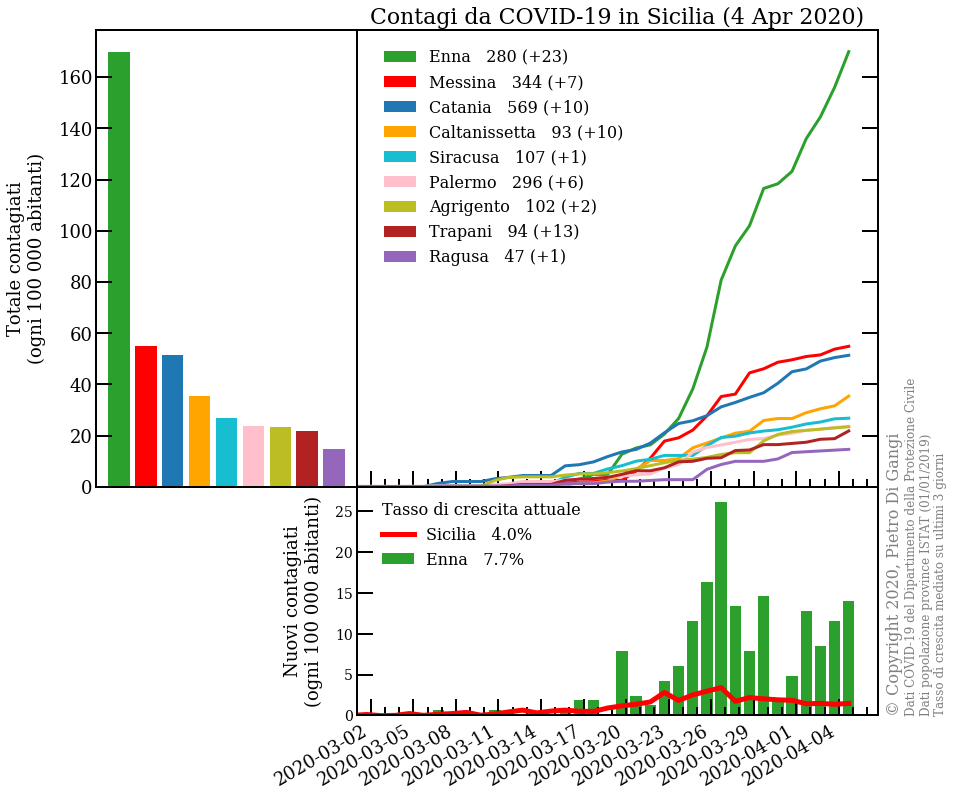 Contagi da COVID-19 in Sicilia (4 Apr 2020)
Totale contagiati
(ogni 100 000 abitanti)
160
140
120
100
80
60
40
20
0
Enna 280 (+23)
Messina 344 (+7)
Catania 569 (+10)
Caltanissetta 93 (+10)
Siracusa 107 (+1)
Palermo 296 (+6)
Agrigento 102 (+2)
Trapani 94 (+13)
Ragusa 47 (+1)
Nuovi contagiati
(ogni 100 000 abitanti)
25
20
15
10
5
0
Tasso di crescita attuale
Sicilia 4.0%
Enna 7.7%
2020-03-02
2020-03-05
2020-03-08
2020-03-11
2020-03-14
2020-03-17
2020-03-20
2020-03-23
2020-03-26
2020-03-29
2020-04-01
2020-04-04
© Copyright 2020, Pietro Di Gangi
Dati COVID-19 del Dipartimento della Protezione Civile
Dati popolazione province ISTAT (01/01/2019)
Tasso di crescita mediato su ultimi 3 giorni